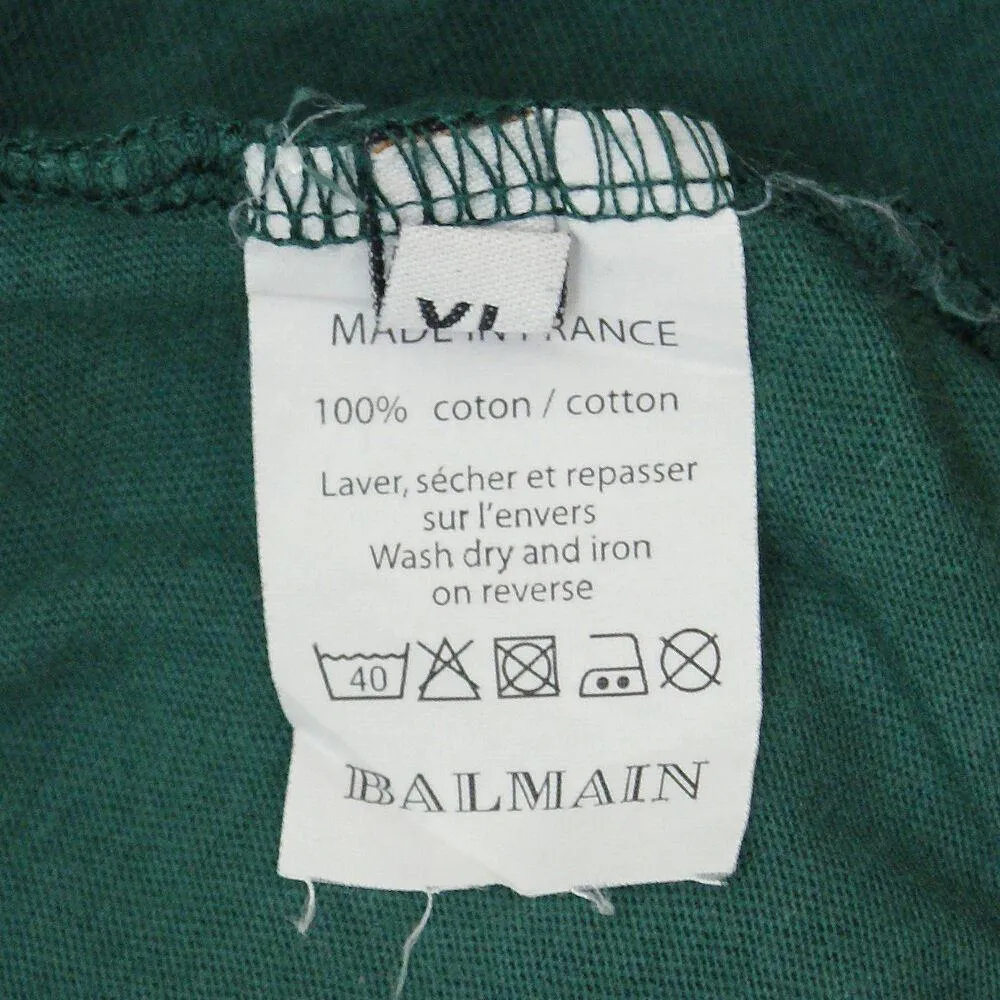 MADE IN FRANCE
100% coton / cotton
Laver, sécher et repasser
sur l'envers
Wash dry and iron
on reverse
40
BALMAIN